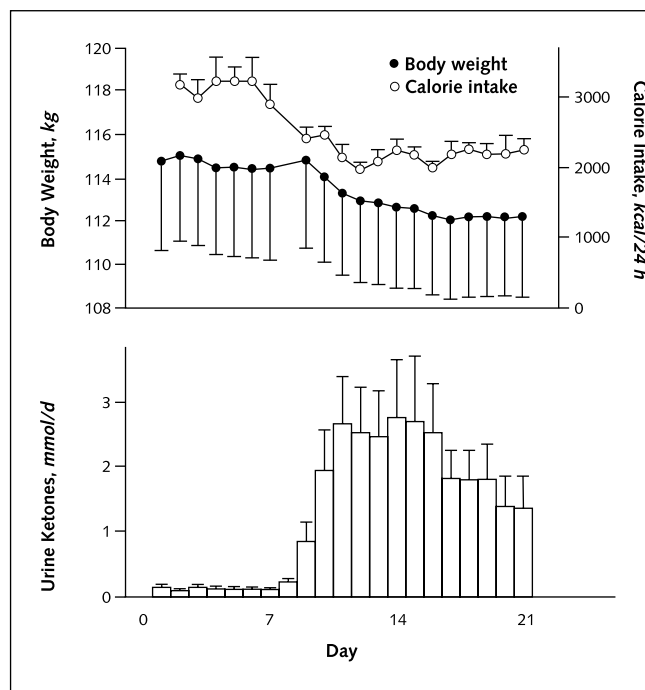 120
118
116
114
112
110
108
Body Weight, kg
Body weight
Calorie intake
3000
2000
1000
0
Calorie Intake, kcal/24 h
3
2
1
0
Urine Ketones, mmol/d
0 7 14 21
Day